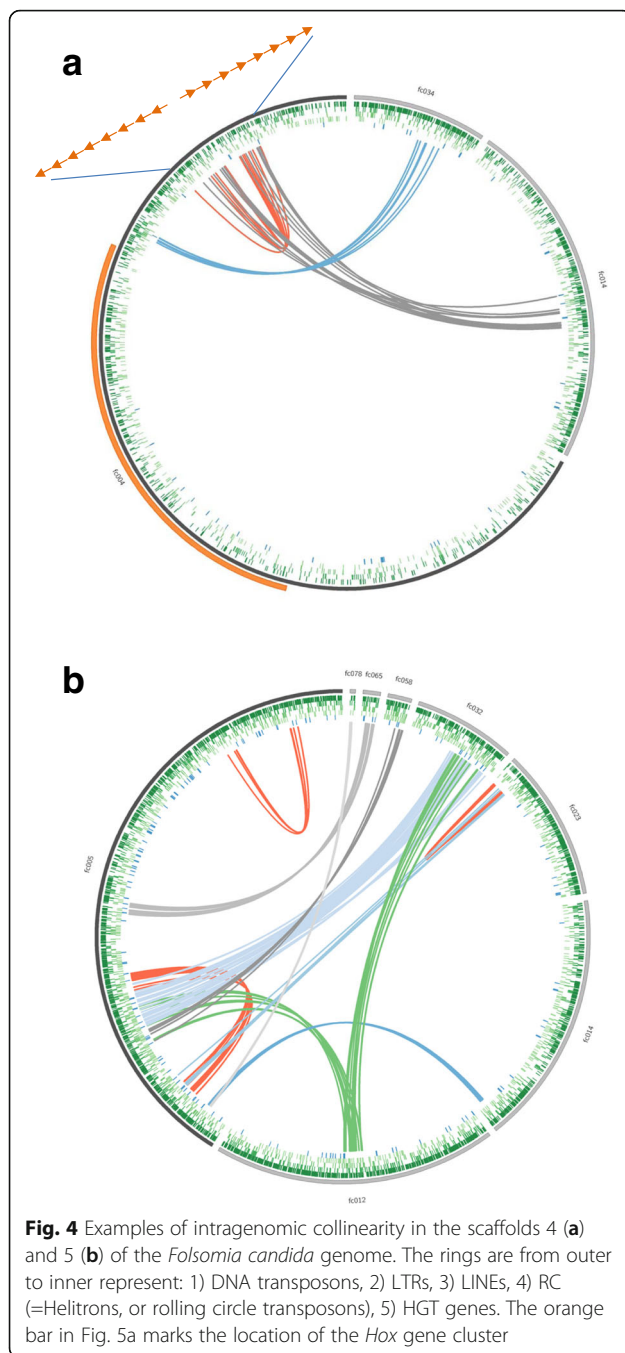 a
fc034
fc014
fc004
b
fc078 fc065 fc058
fc032
fc023
fc005
fc014
fc012
Fig. 4 Examples of intragenomic collinearity in the scaffolds 4 (a)
and 5 (b) of the Folsomia candida genome. The rings are from outer
to inner represent: 1) DNA transposons, 2) LTRs, 3) LINEs, 4) RC
(=Helitrons, or rolling circle transposons), 5) HGT genes. The orange
bar in Fig. 5a marks the location of the Hox gene cluster